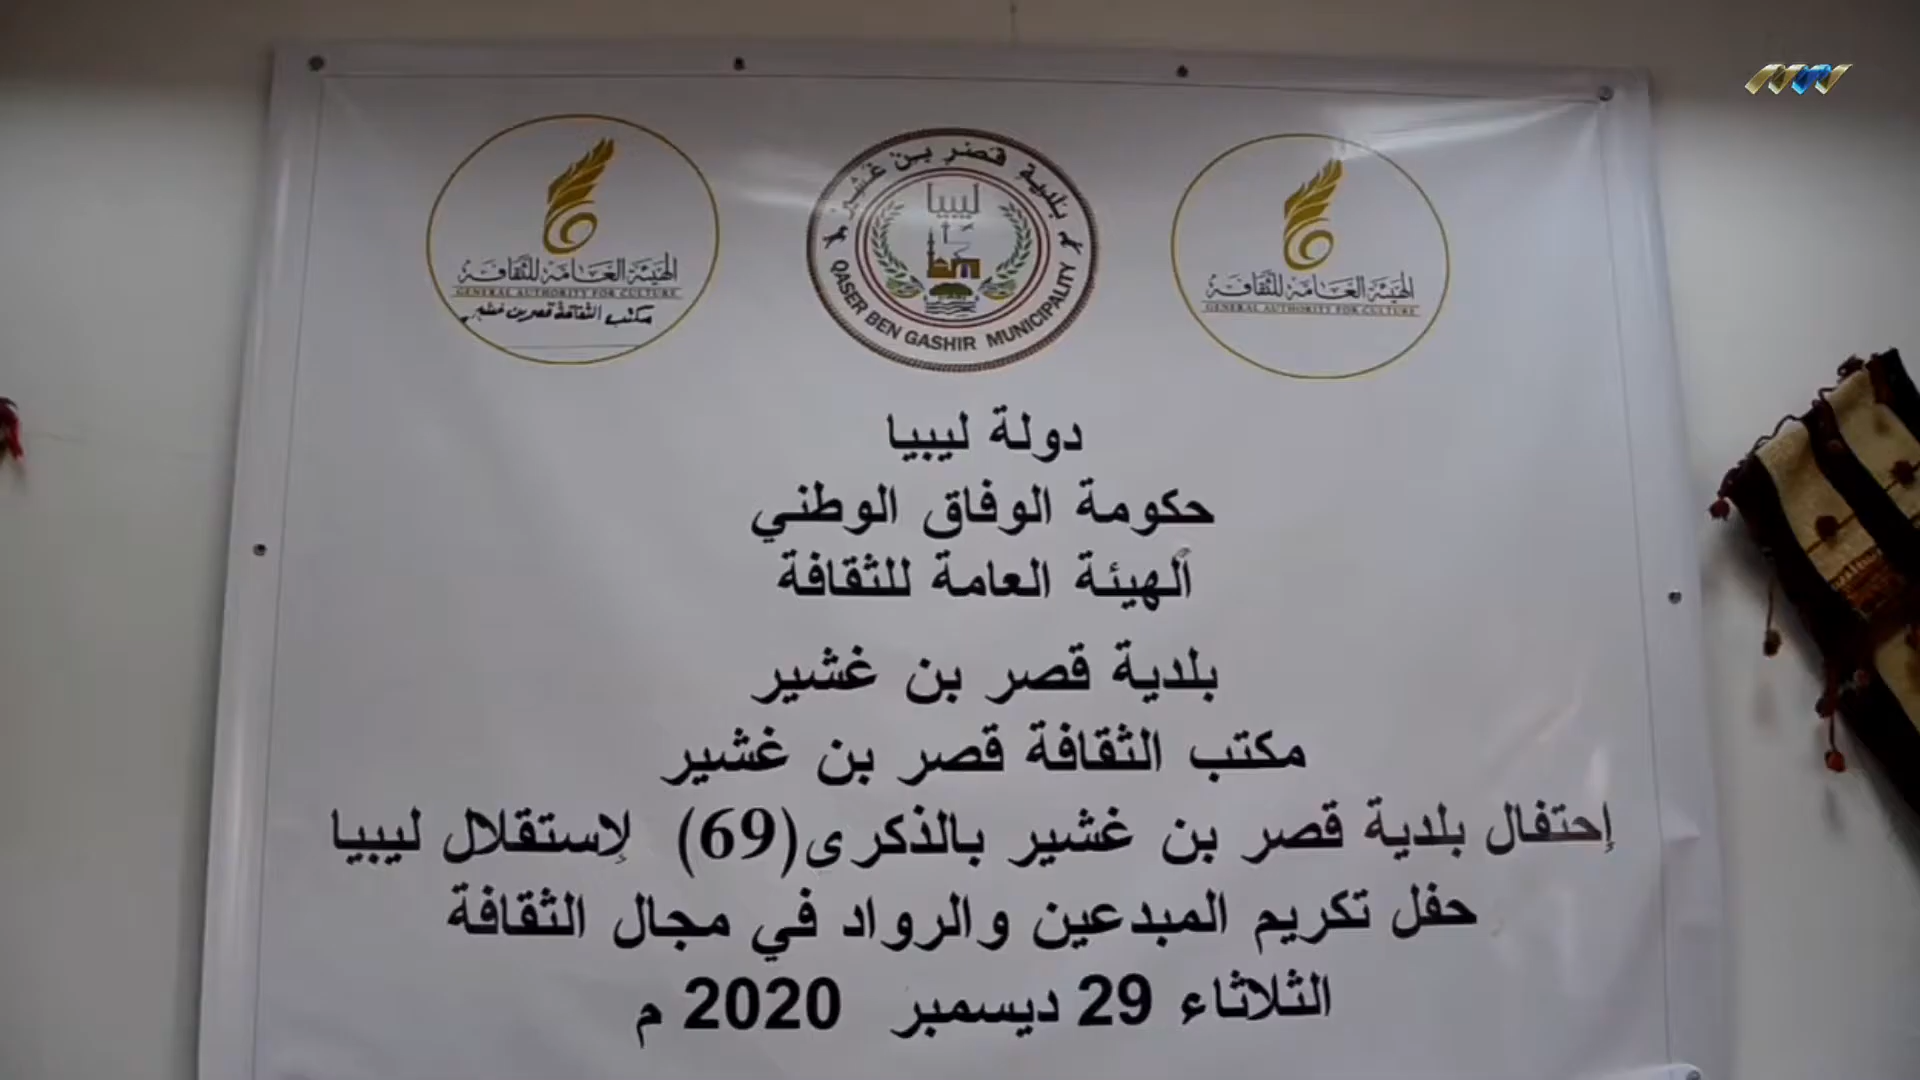 الهيئة العامة للثقافة
GENERAL AUTHORITY FOR CULTURE
مكتب الثقافة قصر بن غشير
بلدية قصر بن غشير
ليبيا
QASER BEN GASHIR MUNICIPALITY
الهيئة العامة للثقافة
GENERAL AUTHORITY FOR CULTURE
دولة ليبيا
حكومة الوفاق الوطني
ألهيئة العامة للثقافة
بلدية قصر بن غشير
مكتب الثقافة قصر بن غشير
إحتفال بلدية قصر بن غشير بالذكرى(69) لإستقلال ليبيا
حفل تكريم المبدعين والرواد في مجال الثقافة
الثلاثاء 29 ديسمبر 2020 م